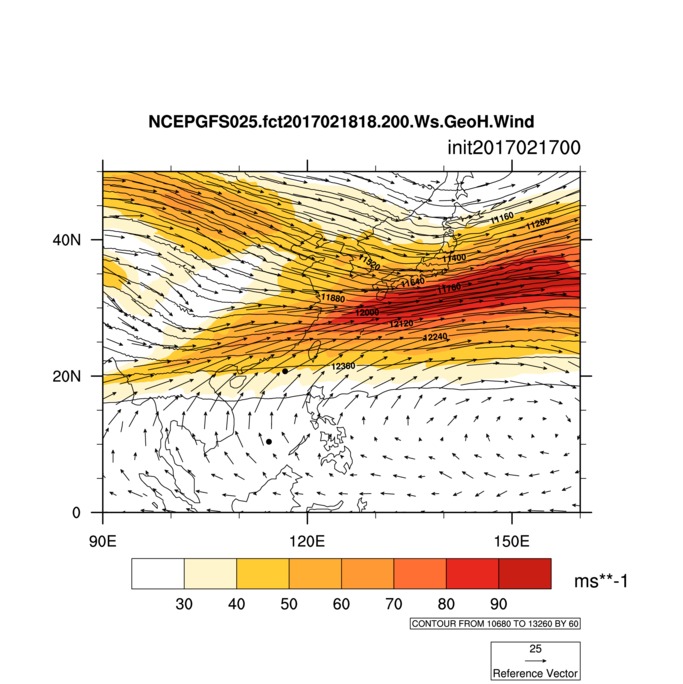 NCEPGFS025.fct2017021818.200.Ws.GeoH.Wind
init2017021700
11160
11280
40N
11400
11520
11640
11760
11880
12000
12120
12240
12360
20N
0
90E 120E 150E
ms**-1
30 40 50 60 70 80 90
CONTOUR FROM 10680 TO 13260 BY 60
25
Reference Vector